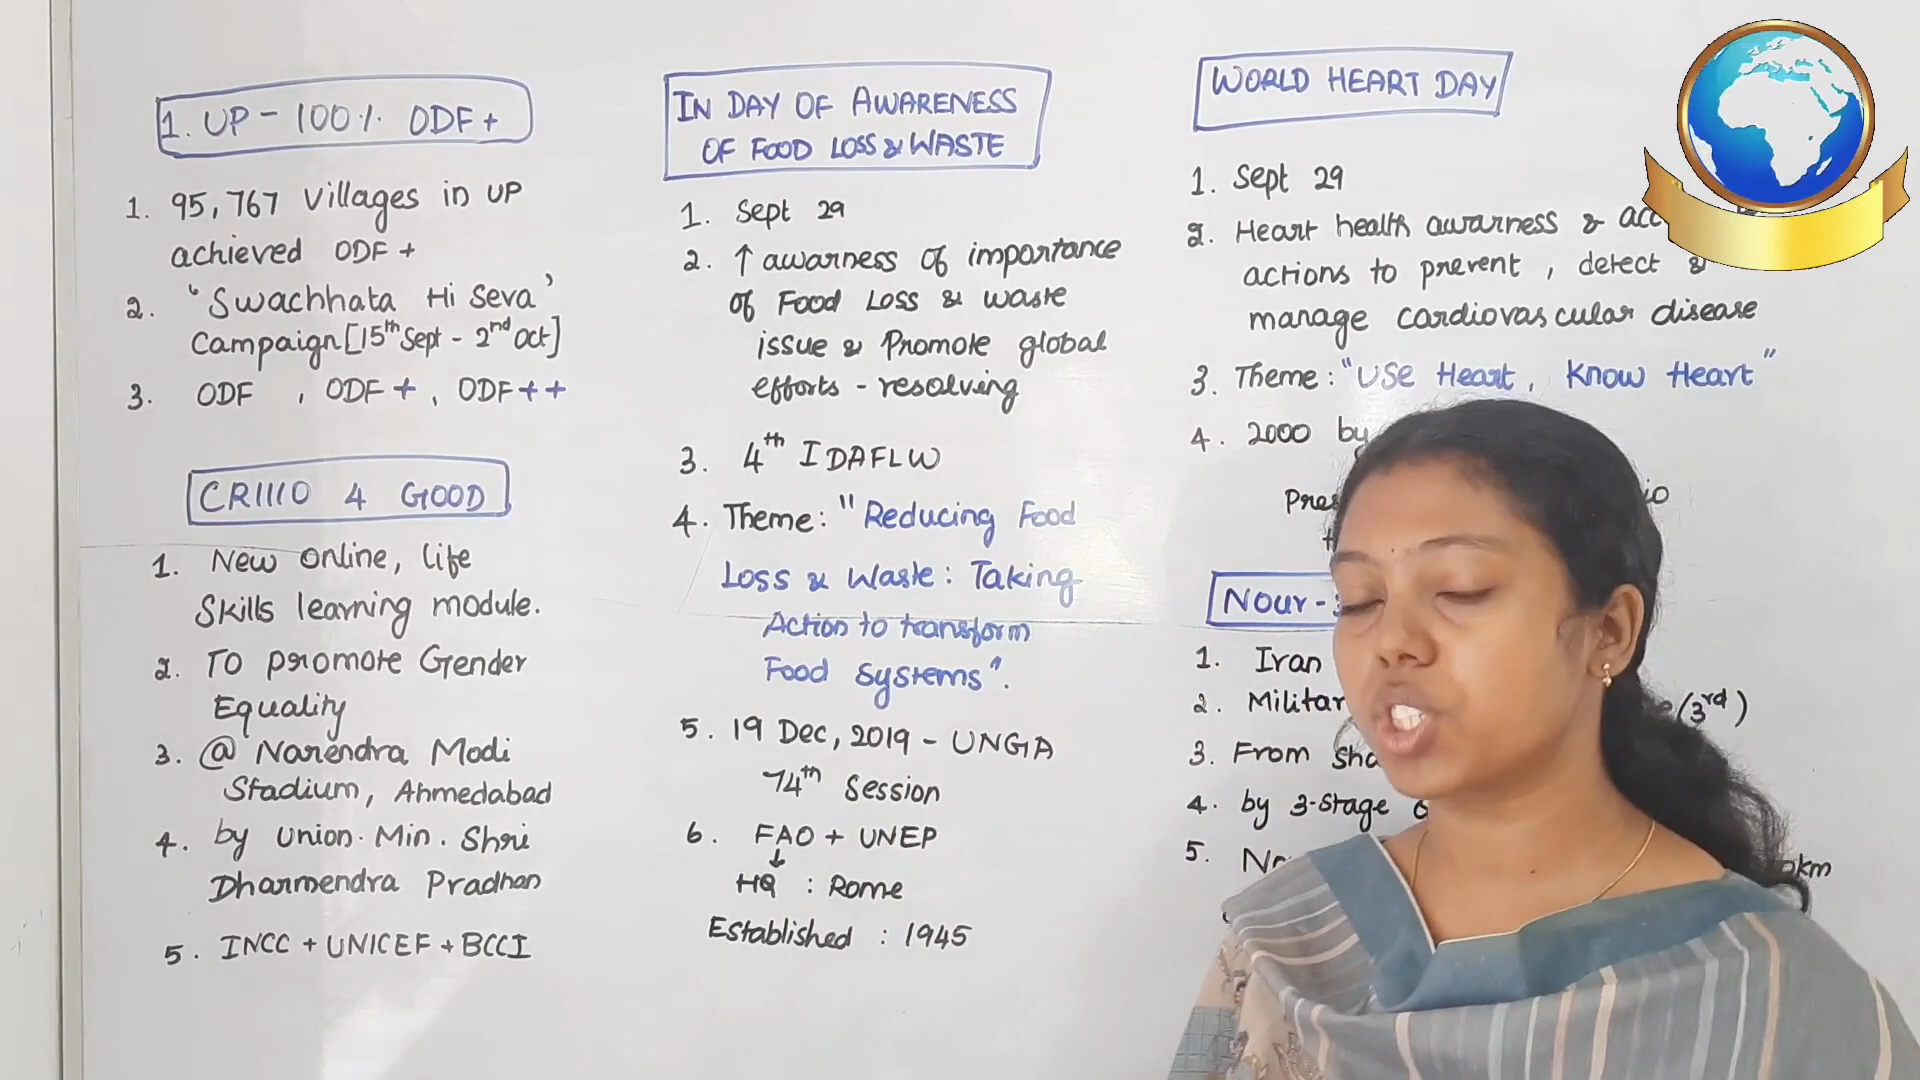 1. UP - 100% ODF+
1. 95,767 Villages in UP
achieved ODF+
2. 'Swachhata Hi Seva'
Campaign [15th Sept - 2nd Oct]
3. ODF, ODF+, ODF++
CRIIIO 4 GOOD
1. New online, life
Skills learning module.
2. To promote Gender
Equality
3. @ Narendra Modi
Stadium, Ahmedabad
4. by Union. Min. Shri
Dharmendra Pradhan
5. INCC + UNICEF + BCCI
IN DAY OF AWARENESS
OF FOOD LOSS & WASTE
1. Sept 29
2. ↑ awarness of importance
of Food Loss & waste
issue & Promote global
efforts - resolving
3. 4th IDAFLW
4. Theme: "Reducing Food
Loss & Waste: Taking
Action to transform
Food Systems".
5. 19 Dec, 2019 - UNGA
74th Session
6. FAO + UNEP
↓
HQ : Rome
Established : 1945
WORLD HEART DAY
1. Sept 29
2. Heart health awarness &
actions to prevent, detect &
manage cardiovascular disease
3. Theme: "Use Heart, Know Heart"
4. 2000 by
NOUR-
1. Iran
2. (3rd)
3. From
4. by 3-stage
5. km